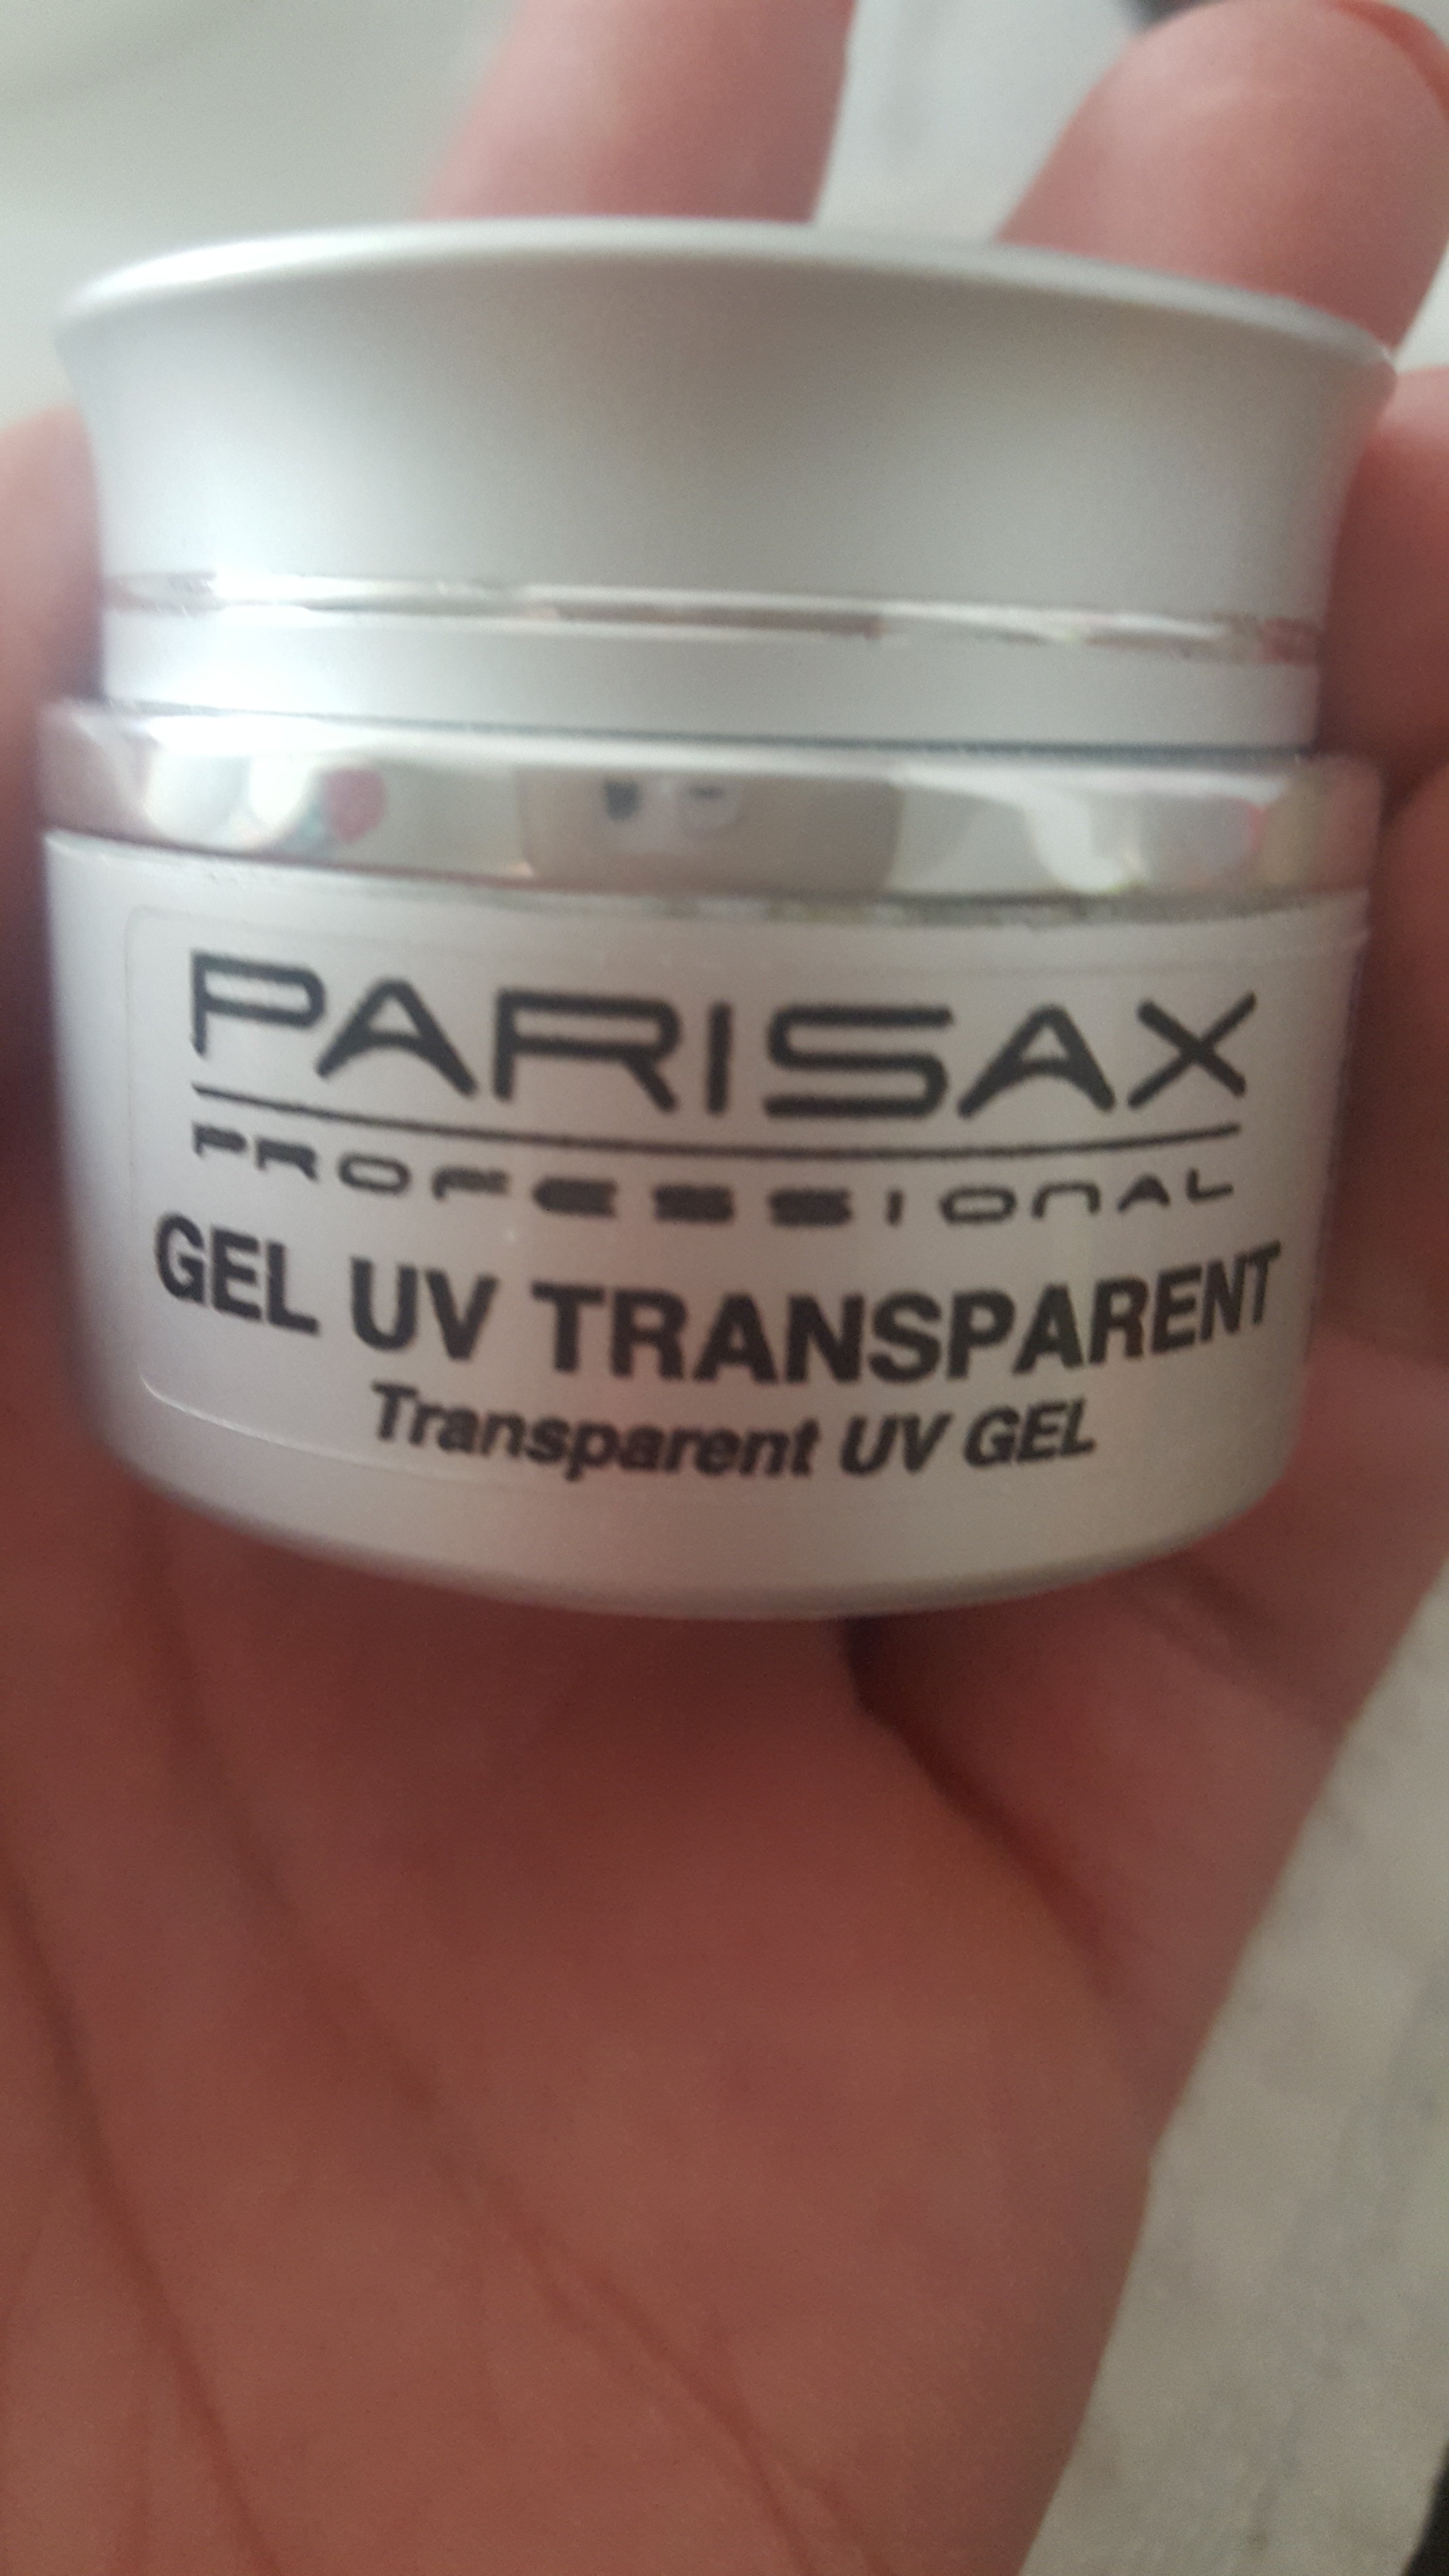 PARISAX
PROFESSIONAL
GEL UV TRANSPARENT
Transparent UV GEL